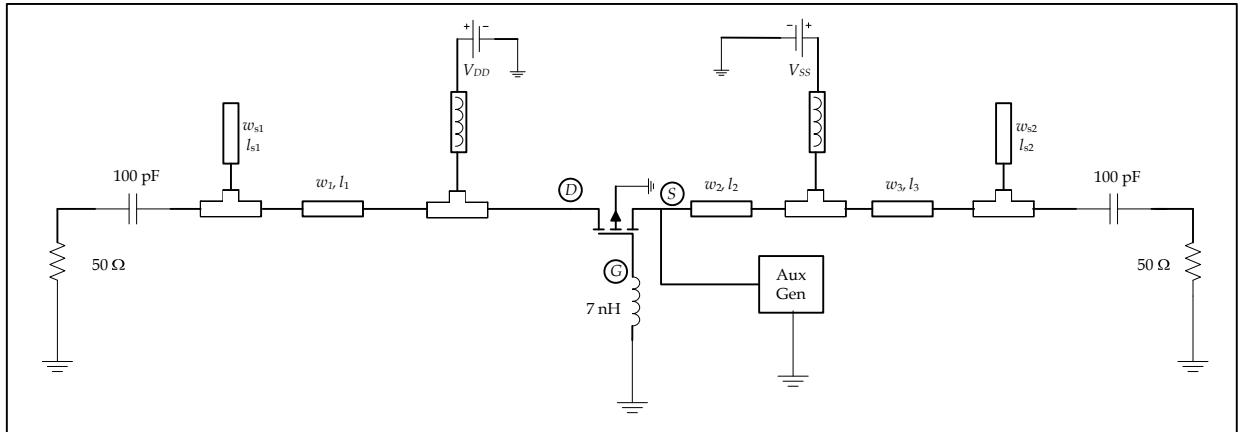 + −
V_DD
− +
V_SS
w_s1
l_s1
w_s2
l_s2
100 pF
w_1, l_1
D
S
w_2, l_2
w_3, l_3
100 pF
50 Ω
G
7 nH
Aux
Gen
50 Ω